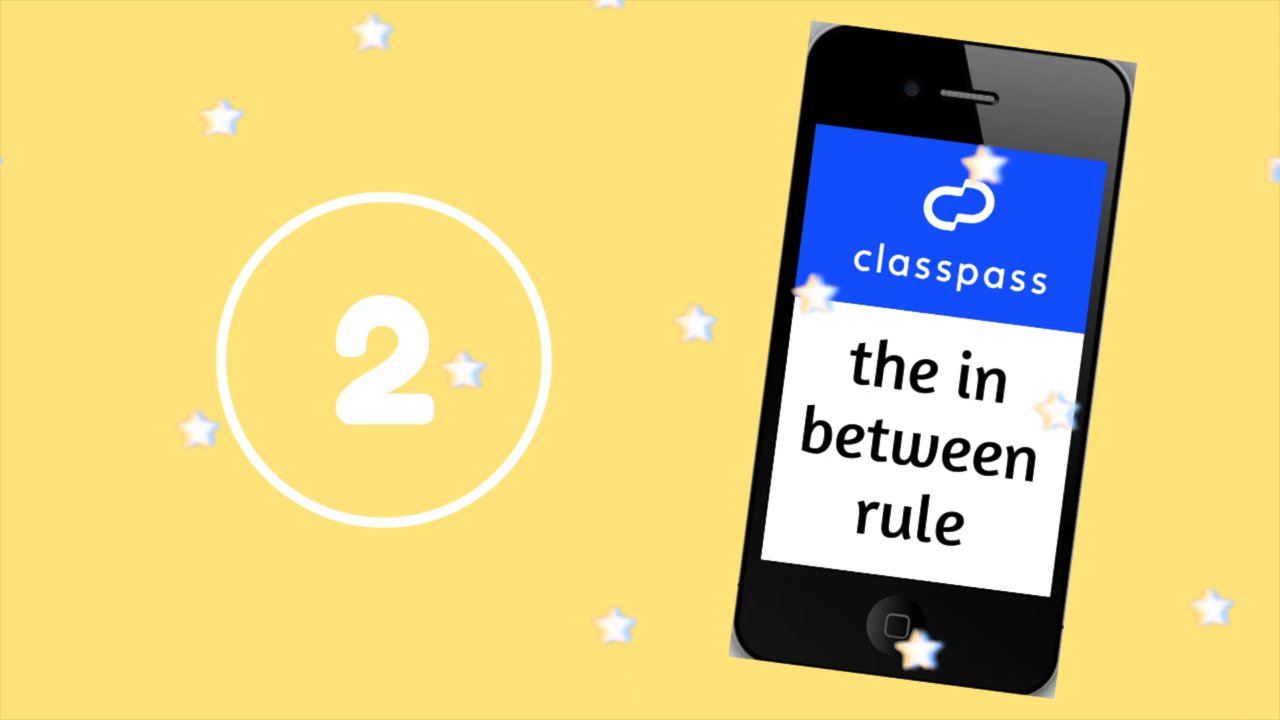 2
classpass
the in
between
rule